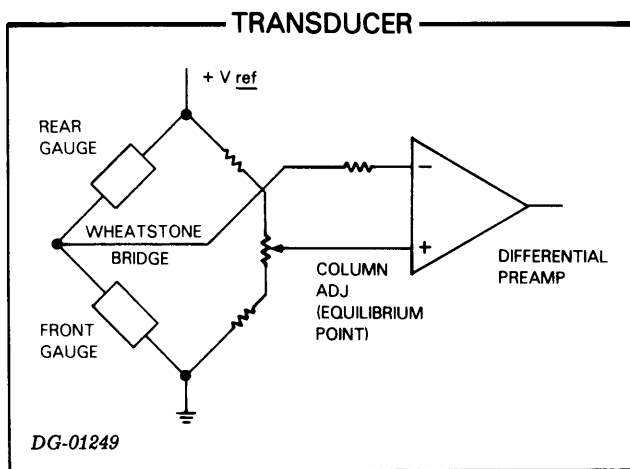 TRANSDUCER
+ V ref
REAR
GAUGE
WHEATSTONE
BRIDGE
−
+
COLUMN
ADJ
(EQUILIBRIUM
POINT)
DIFFERENTIAL
PREAMP
FRONT
GAUGE
DG-01249